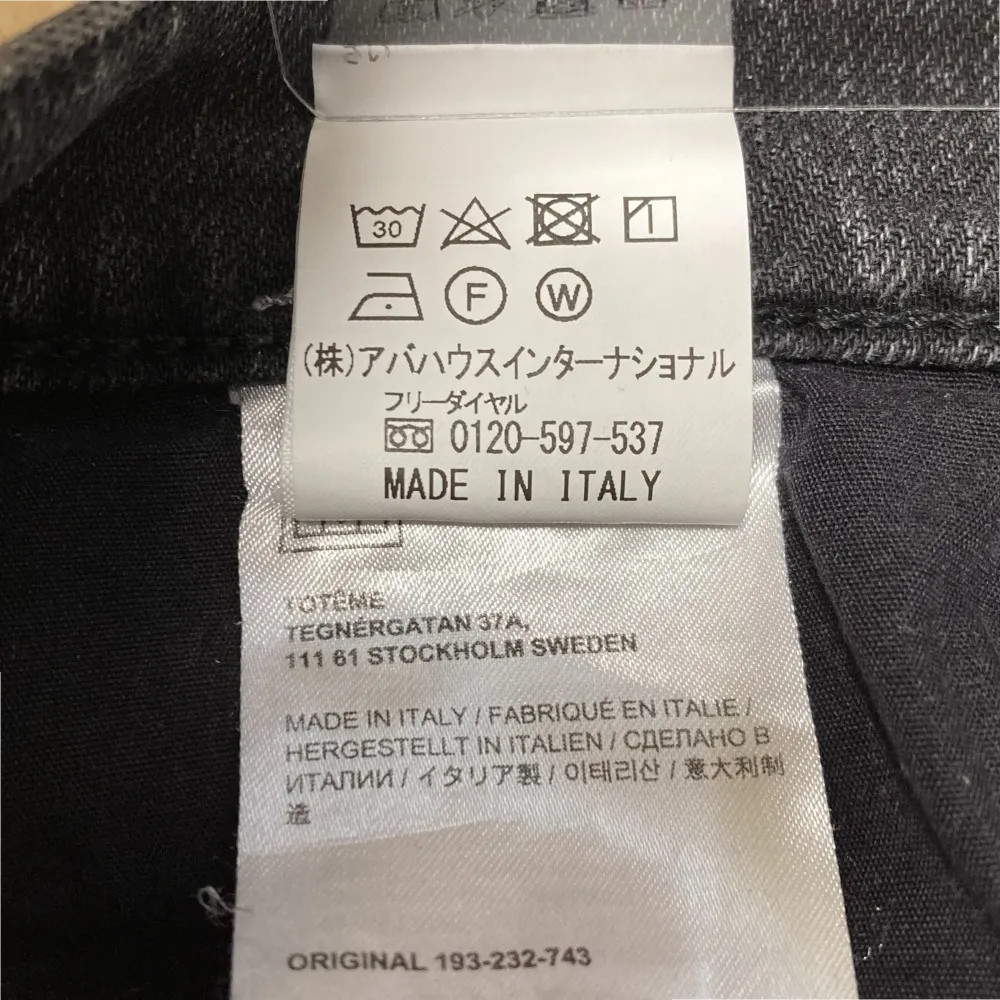 30
F W
(株)アバハウスインターナショナル
フリーダイヤル
0120-597-537
MADE IN ITALY
TOTÊME
TEGNÉRGATAN 37A,
111 61 STOCKHOLM SWEDEN
MADE IN ITALY / FABRIQUÉ EN ITALIE /
HERGESTELLT IN ITALIEN / СДЕЛАНО В
ИТАЛИИ / イタリア製 / 이태리산 / 意大利制
造
ORIGINAL 193-232-743